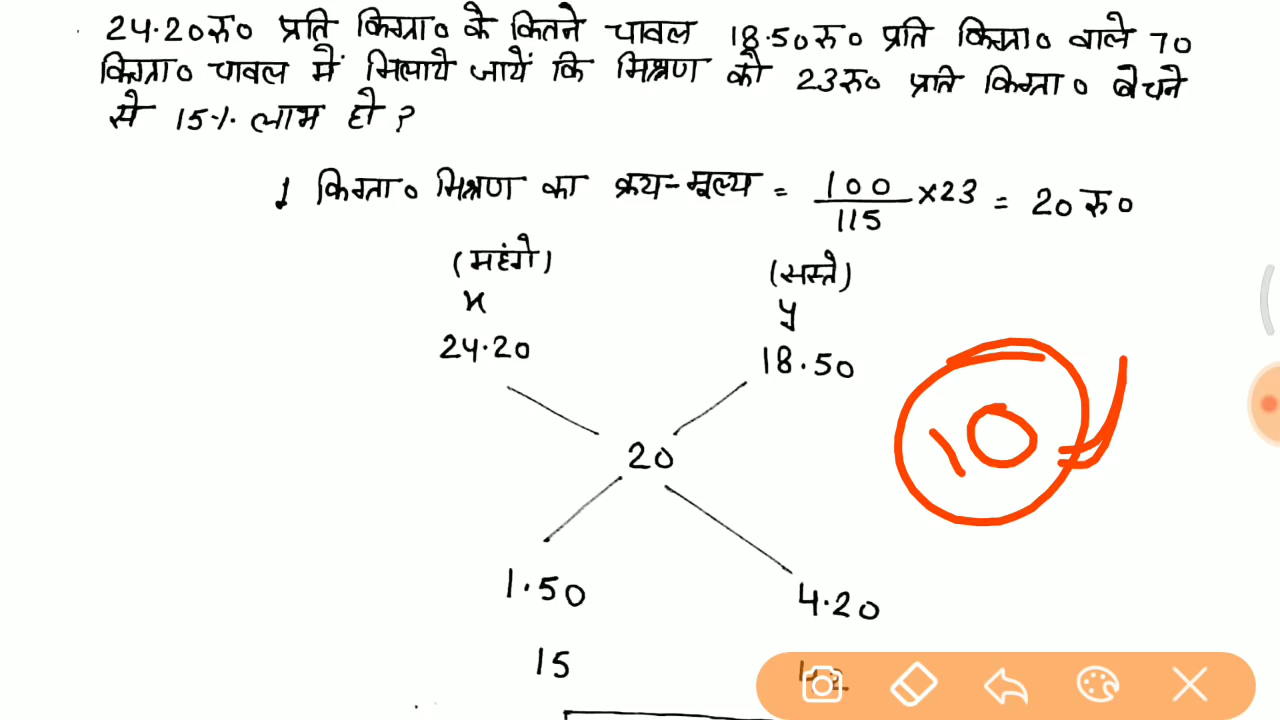 24.20रु० प्रति किग्रा० के कितने चावल 18.50रु० प्रति किग्रा० वाले 70
किग्रा० चावल में मिलाये जायें कि मिश्रण को 23रु० प्रति किग्रा० बेचने
से 15% लाभ हो?
1 किग्रा० मिश्रण का क्रय-मूल्य = 100/115 ×23 = 20रु०
(महंगे) (सस्ते)
x y
24.20 18.50
10
20
1.50 4.20
15